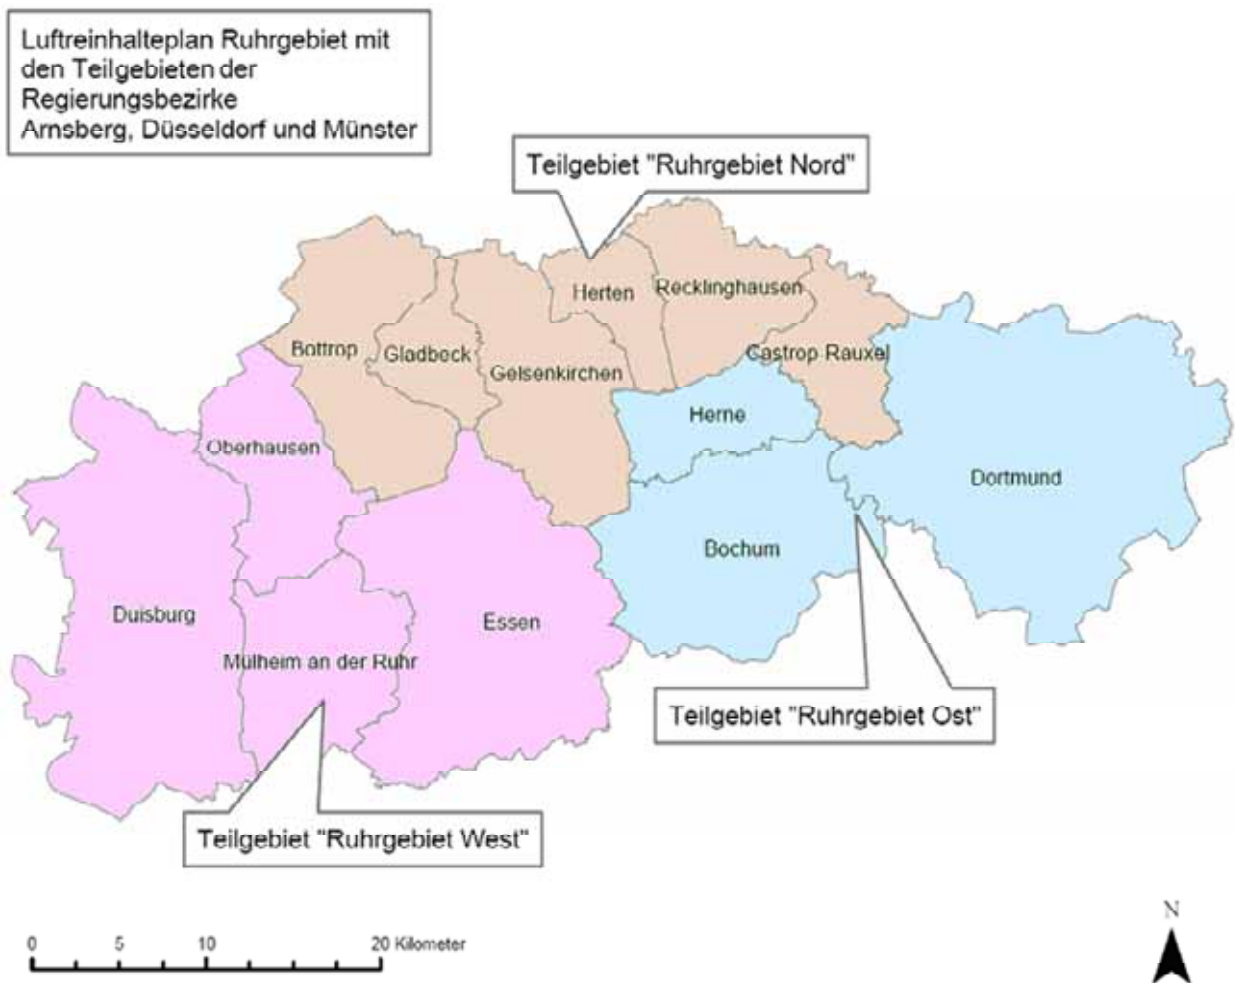 Luftreinhalteplan Ruhrgebiet mit
den Teilgebieten der
Regierungsbezirke
Arnsberg, Düsseldorf und Münster
Teilgebiet "Ruhrgebiet Nord"
Herten
Recklinghausen
Bottrop
Gladbeck
Gelsenkirchen
Castrop Rauxel
Herne
Oberhausen
Dortmund
Bochum
Duisburg
Essen
Mülheim an der Ruhr
Teilgebiet "Ruhrgebiet Ost"
Teilgebiet "Ruhrgebiet West"
N
0 5 10 20 Kilometer